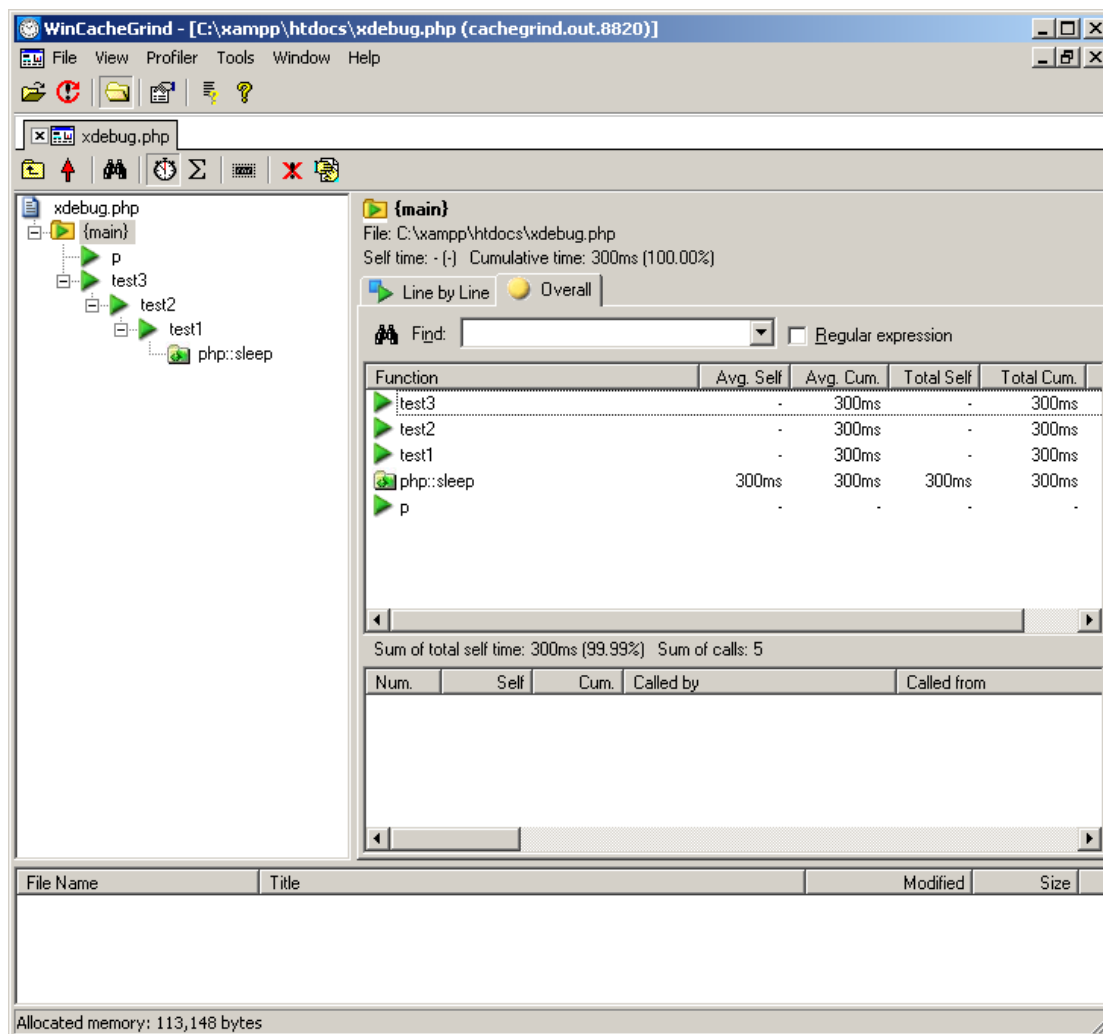 WinCacheGrind - [C:\xampp\htdocs\xdebug.php (cachegrind.out.8820)]
File View Profiler Tools Window Help
xdebug.php
xdebug.php
{main}
p
test3
test2
test1
php::sleep
{main}
File: C:\xampp\htdocs\xdebug.php
Self time: - (-) Cumulative time: 300ms (100.00%)
Line by Line Overall
Find: Regular expression
Function Avg. Self Avg. Cum. Total Self Total Cum.
test3 - 300ms - 300ms
test2 - 300ms - 300ms
test1 - 300ms - 300ms
php::sleep 300ms 300ms 300ms 300ms
p - - - -
Sum of total self time: 300ms (99.99%) Sum of calls: 5
Num. Self Cum. Called by Called from
File Name Title Modified Size
Allocated memory: 113,148 bytes